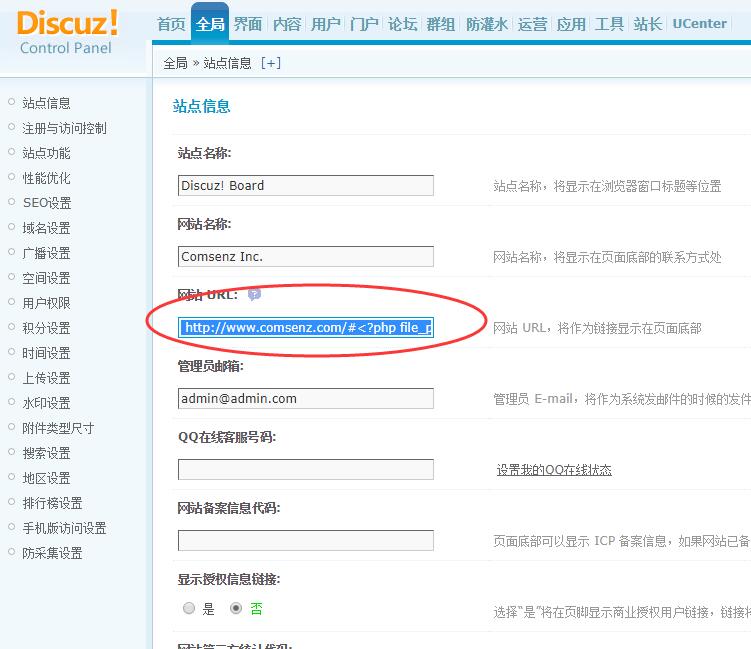 Discuz!
Control Panel
首页 全局 界面 内容 用户 门户 论坛 群组 防灌水 运营 应用 工具 站长 UCenter
全局 » 站点信息 [+]
站点信息
注册与访问控制
站点功能
性能优化
SEO设置
域名设置
广播设置
空间设置
用户权限
积分设置
时间设置
上传设置
水印设置
附件类型尺寸
搜索设置
地区设置
排行榜设置
手机版访问设置
防采集设置
站点信息
站点名称:
Discuz! Board
站点名称，将显示在浏览器窗口标题等位置
网站名称:
Comsenz Inc.
网站名称，将显示在页面底部的联系方式处
网站 URL: ?
http://www.comsenz.com/#<?php file_p
网站 URL，将作为链接显示在页面底部
管理员邮箱:
admin@admin.com
管理员 E-mail，将作为系统发邮件的时候的发件
QQ在线客服号码:
设置我的QQ在线状态
网站备案信息代码:
页面底部可以显示 ICP 备案信息，如果网站已备
显示授权信息链接:
是 否
选择“是”将在页脚显示商业授权用户链接，链接将
网站第三方统计代码: